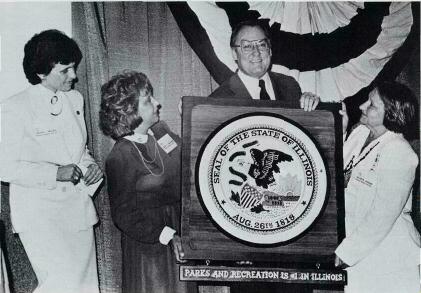 SEAL OF THE STATE OF ILLINOIS
AUG. 26TH 1818
PARKS AND RECREATION IS #1 IN ILLINOIS